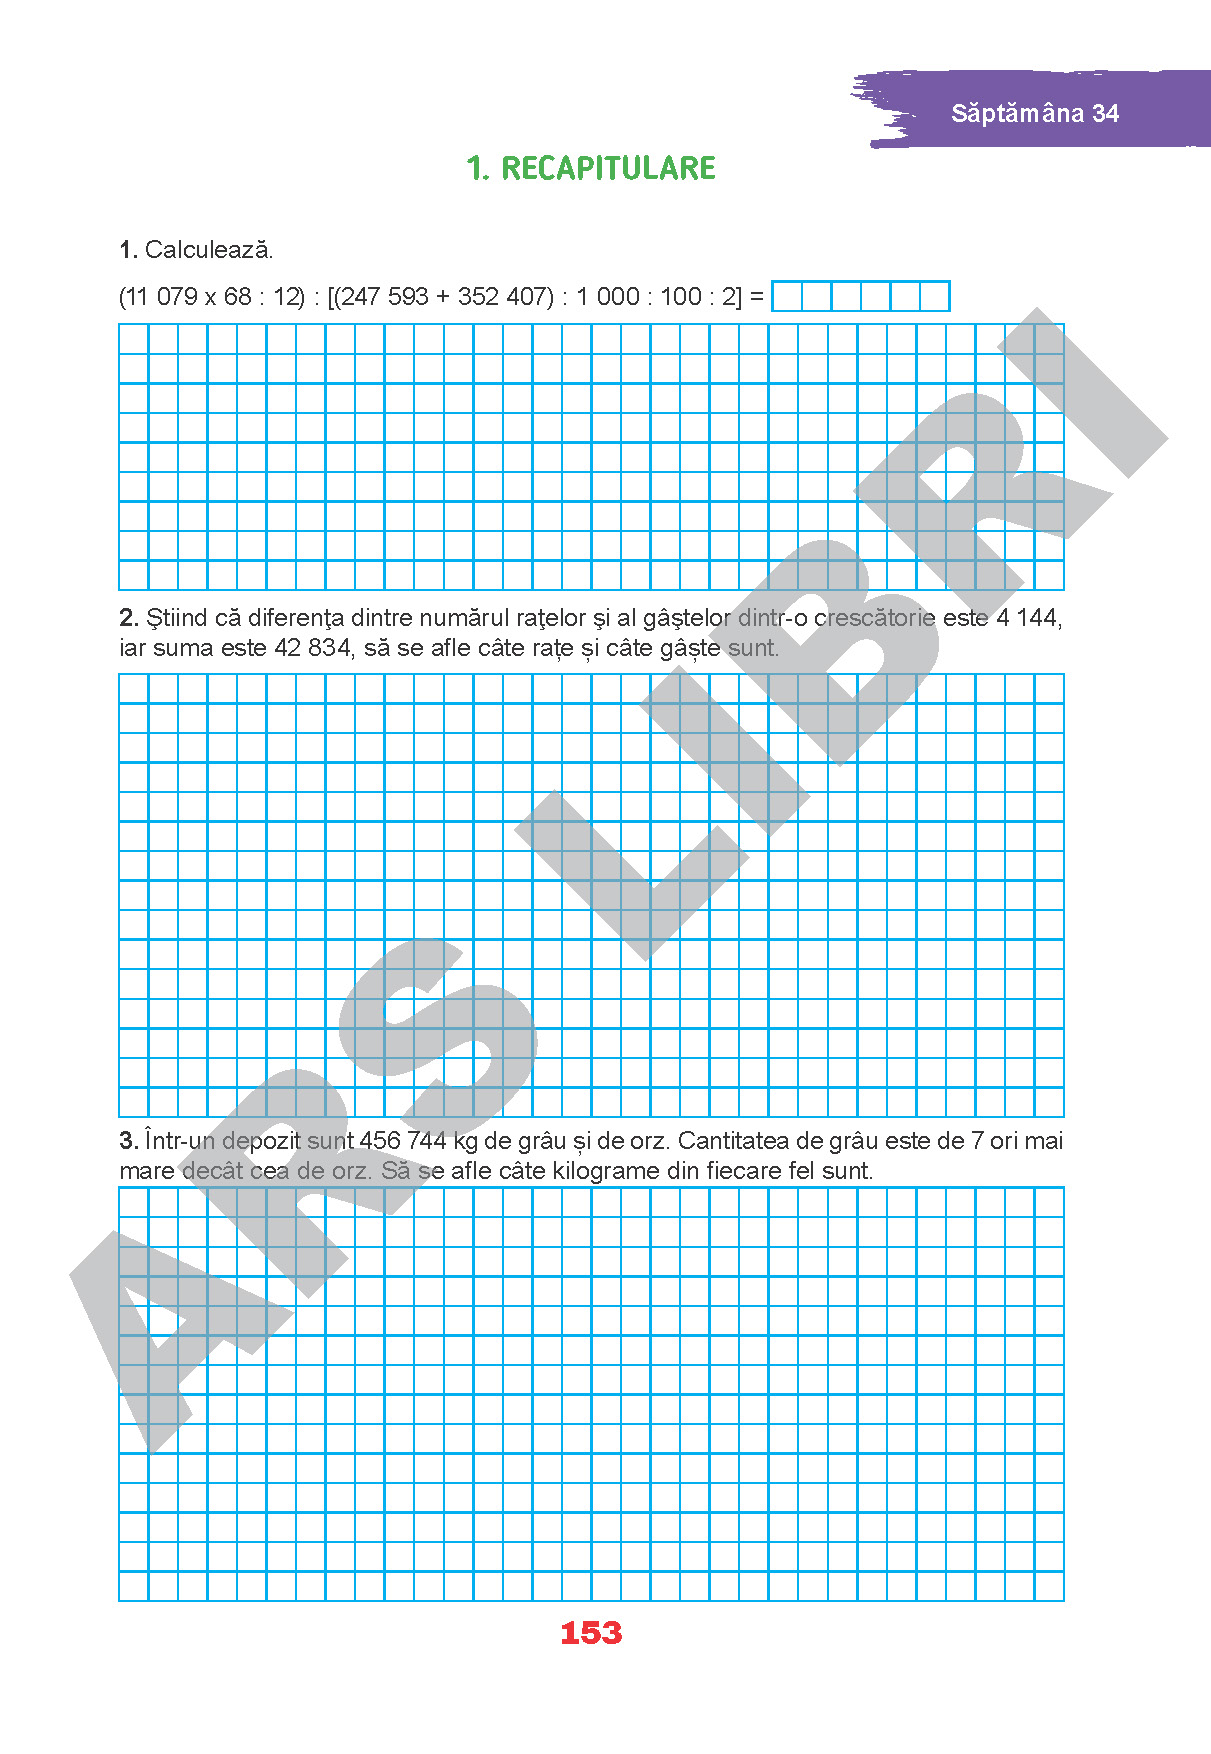 Săptămâna 34
1. RECAPITULARE
1. Calculează.
(11 079 x 68 : 12) : [(247 593 + 352 407) : 1 000 : 100 : 2] =
2. Ştiind că diferenţa dintre numărul raţelor şi al gâştelor dintr-o crescătorie este 4 144,
iar suma este 42 834, să se afle câte rațe și câte gâște sunt.
3. Într-un depozit sunt 456 744 kg de grâu și de orz. Cantitatea de grâu este de 7 ori mai
mare decât cea de orz. Să se afle câte kilograme din fiecare fel sunt.
ARS LIBRI
153